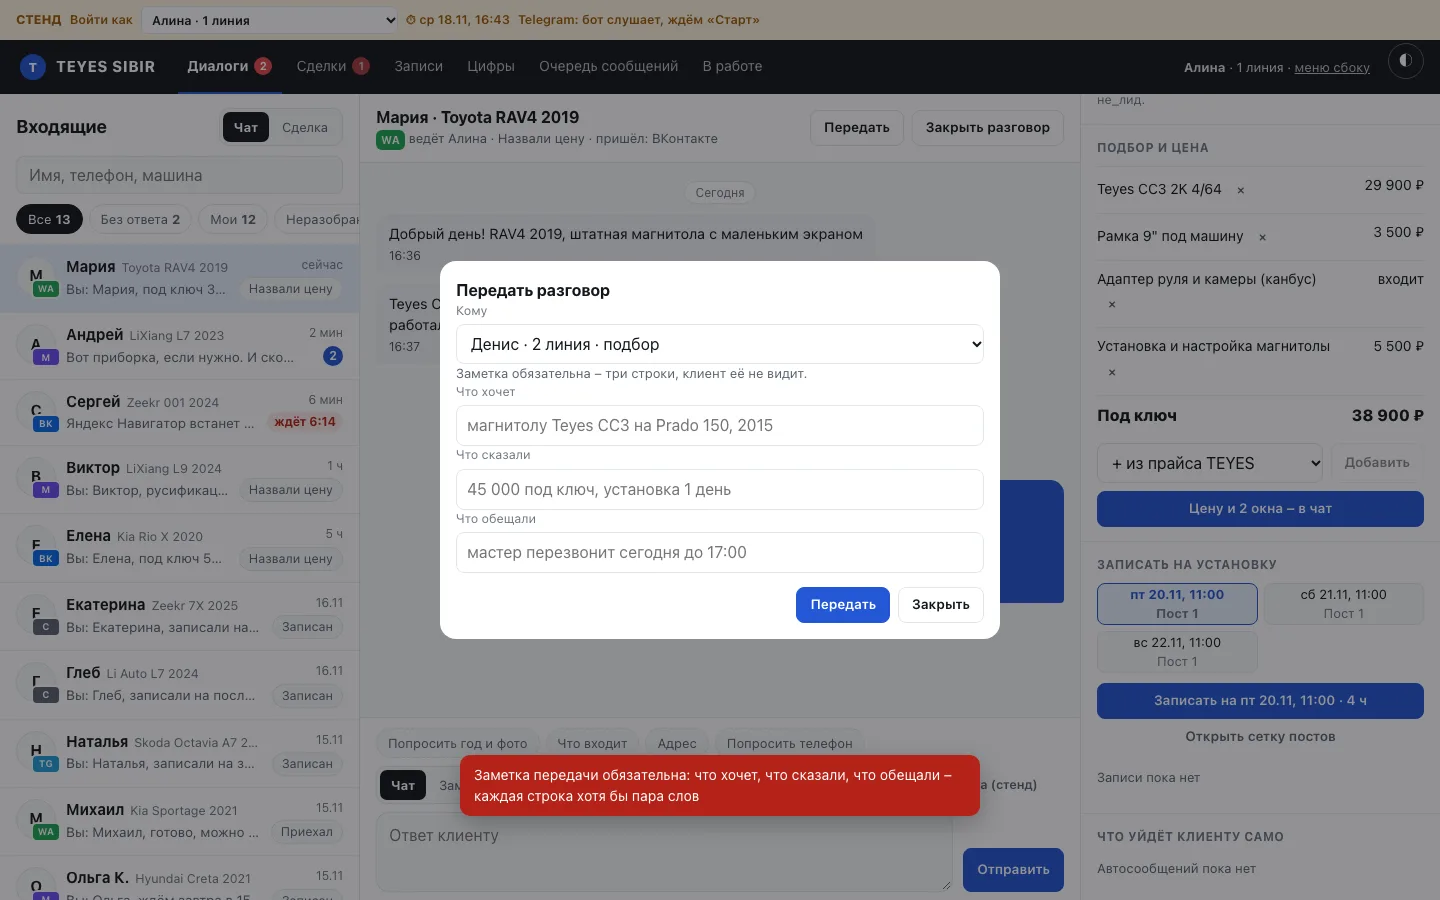 СТЕНД Войти как Алина · 1 линия ⏱ ср 18.11, 16:43 Telegram: бот слушает, ждём «Старт»
T TEYES SIBIR Диалоги 2 Сделки 1 Записи Цифры Очередь сообщений В работе Алина · 1 линия · меню сбоку
Входящие Чат Сделка
Имя, телефон, машина
Все 13 Без ответа 2 Мои 12 Неразобран
М Мария Toyota RAV4 2019 сейчас
WA Вы: Мария, под ключ 3... Назвали цену
А Андрей LiXiang L7 2023 2 мин
M Вот приборка, если нужно. И ско... 2
С Сергей Zeekr 001 2024 6 мин
ВК Яндекс Навигатор встанет ... ждёт 6:14
В Виктор LiXiang L9 2024 1 ч
M Вы: Виктор, русификац... Назвали цену
Е Елена Kia Rio X 2020 5 ч
ВК Вы: Елена, под ключ 5... Назвали цену
Е Екатерина Zeekr 7X 2025 16.11
С Вы: Екатерина, записали на... Записан
Г Глеб Li Auto L7 2024 16.11
С Вы: Глеб, записали на посл... Записан
Н Наталья Skoda Octavia A7 2... 15.11
TG Вы: Наталья, записали на з... Записан
М Михаил Kia Sportage 2021 15.11
WA Вы: Михаил, готово, можно ... Приехал
О Ольга К. Hyundai Creta 2021 15.11
M Вы: Ольга, ждём завтра в 15... Записан
Мария · Toyota RAV4 2019
WA ведёт Алина · Назвали цену · пришёл: ВКонтакте
Передать Закрыть разговор
Сегодня
Добрый день! RAV4 2019, штатная магнитола с маленьким экраном
16:36
Teyes C
работал
16:37
Передать разговор
Кому
Денис · 2 линия · подбор
Заметка обязательна – три строки, клиент её не видит.
Что хочет
магнитолу Teyes CC3 на Prado 150, 2015
Что сказали
45 000 под ключ, установка 1 день
Что обещали
мастер перезвонит сегодня до 17:00
Передать Закрыть
Попросить год и фото Что входит Адрес Попросить телефон
Чат Зам а (стенд)
Заметка передачи обязательна: что хочет, что сказали, что обещали –
каждая строка хотя бы пара слов
Ответ клиенту
Отправить
не_лид.
ПОДБОР И ЦЕНА
Teyes CC3 2K 4/64 × 29 900 ₽
Рамка 9" под машину × 3 500 ₽
Адаптер руля и камеры (канбус) входит
×
Установка и настройка магнитолы 5 500 ₽
×
Под ключ 38 900 ₽
+ из прайса TEYES Добавить
Цену и 2 окна – в чат
ЗАПИСАТЬ НА УСТАНОВКУ
пт 20.11, 11:00 сб 21.11, 11:00
Пост 1 Пост 1
вс 22.11, 11:00
Пост 1
Записать на пт 20.11, 11:00 · 4 ч
Открыть сетку постов
Записи пока нет
ЧТО УЙДЁТ КЛИЕНТУ САМО
Автосообщений пока нет